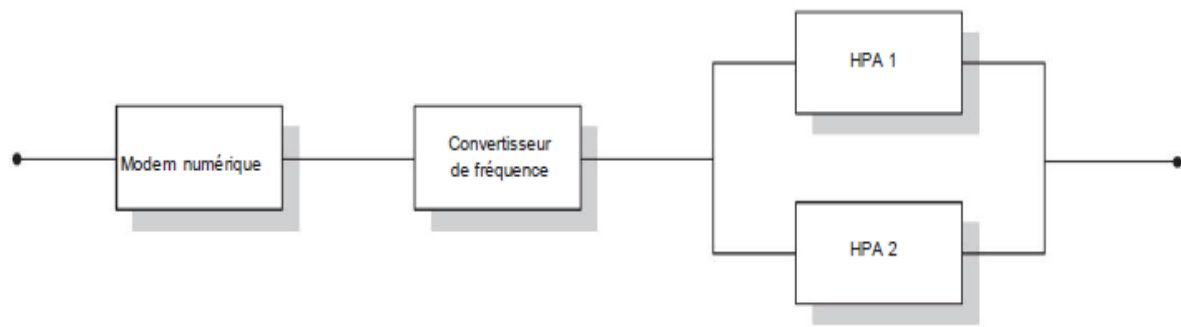 Modem numérique
Convertisseur
de fréquence
HPA 1
HPA 2